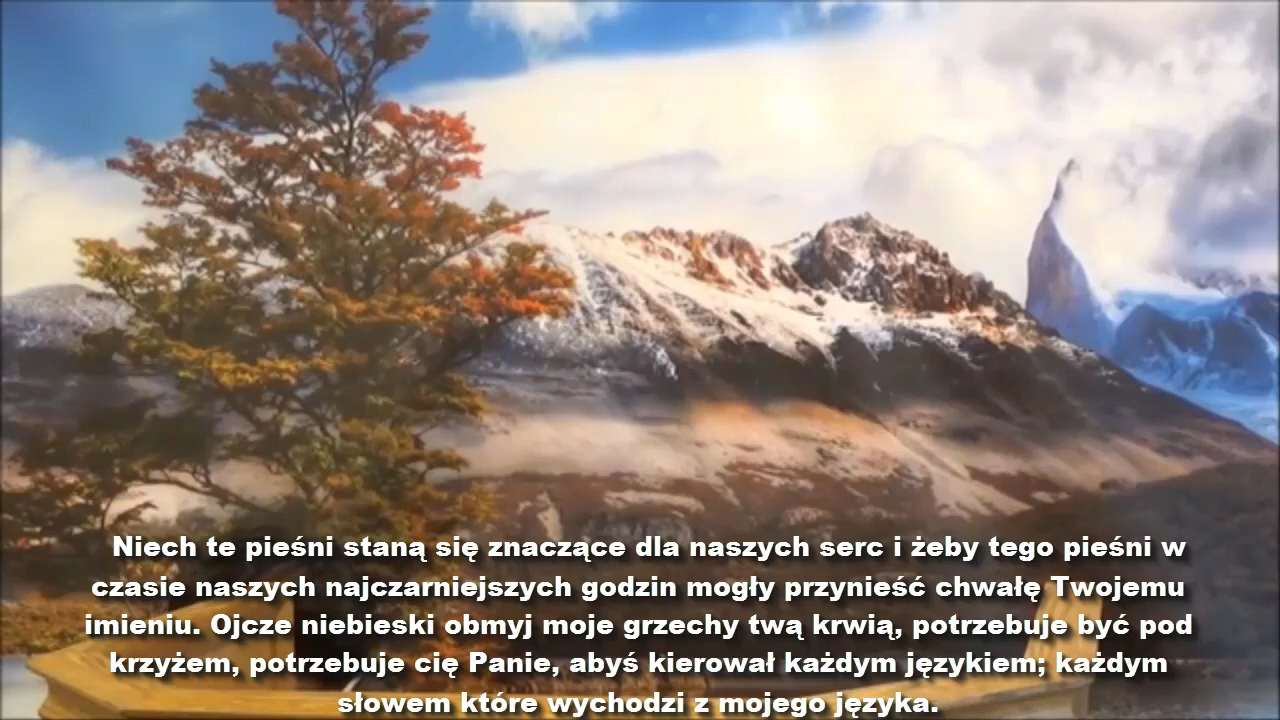 Niech te pieśni staną się znaczące dla naszych serc i żeby tego pieśni w
czasie naszych najczarniejszych godzin mogły przynieść chwałę Twojemu
imieniu. Ojcze niebieski obmyj moje grzechy twą krwią, potrzebuje być pod
krzyżem, potrzebuje cię Panie, abyś kierował każdym językiem; każdym
słowem które wychodzi z mojego języka.